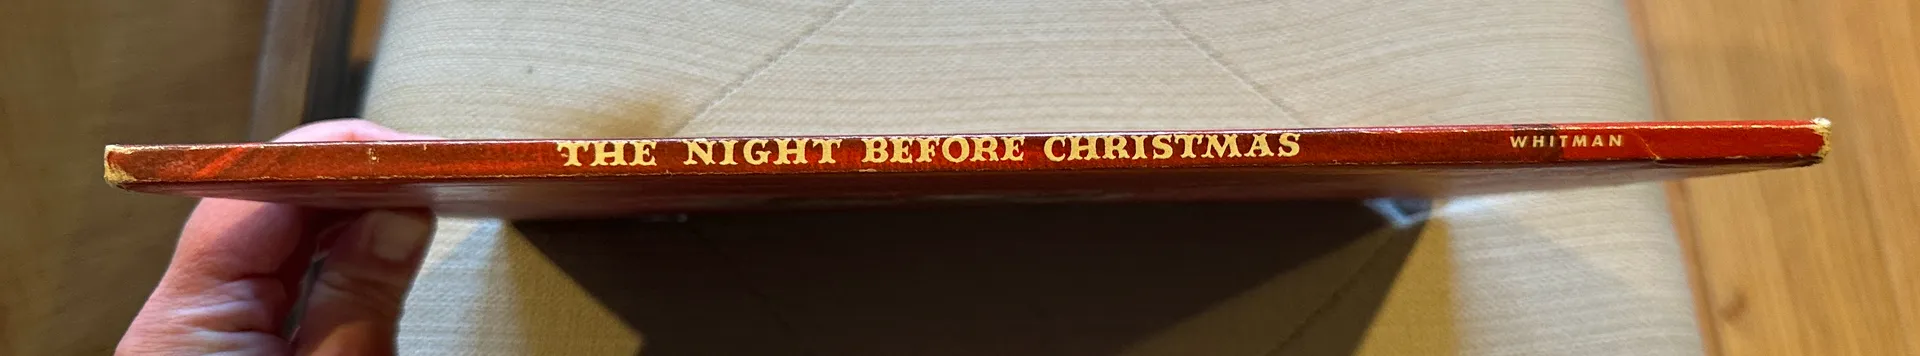 THE NIGHT BEFORE CHRISTMAS WHITMAN